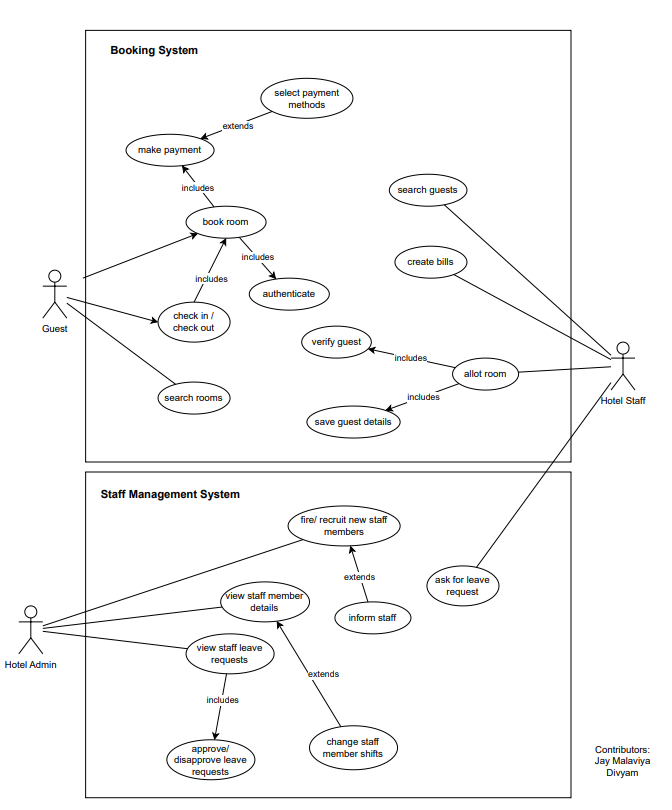 Booking System
select payment
methods
extends
make payment
includes
search guests
book room
includes
create bills
includes
authenticate
Guest
check in /
check out
verify guest
includes
allot room
search rooms
includes
Hotel Staff
save guest details
Staff Management System
fire/ recruit new staff
members
extends
ask for leave
request
view staff member
details
inform staff
Hotel Admin
view staff leave
requests
extends
includes
approve/
disapprove leave
requests
change staff
member shifts
Contributors:
Jay Malaviya
Divyam